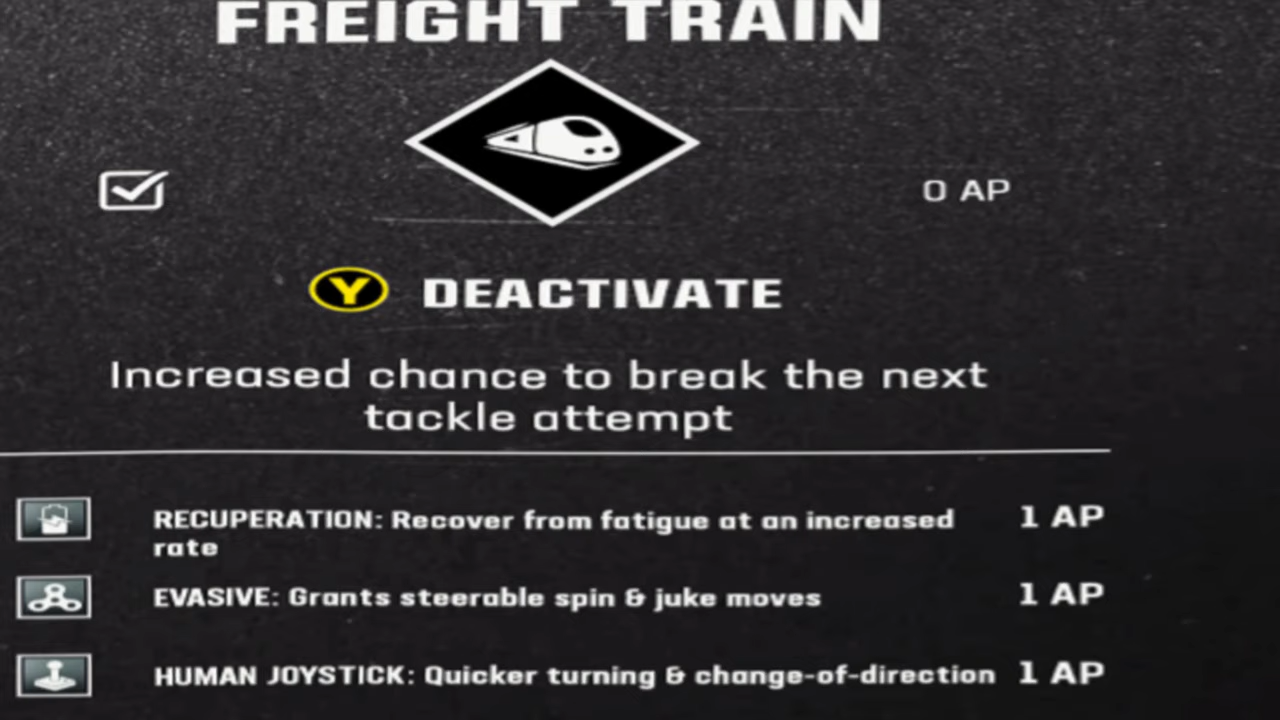 FREIGHT TRAIN
0 AP
Y DEACTIVATE
Increased chance to break the next
tackle attempt
RECUPERATION: Recover from fatigue at an increased 1 AP
rate
EVASIVE: Grants steerable spin & juke moves 1 AP
HUMAN JOYSTICK: Quicker turning & change-of-direction 1 AP